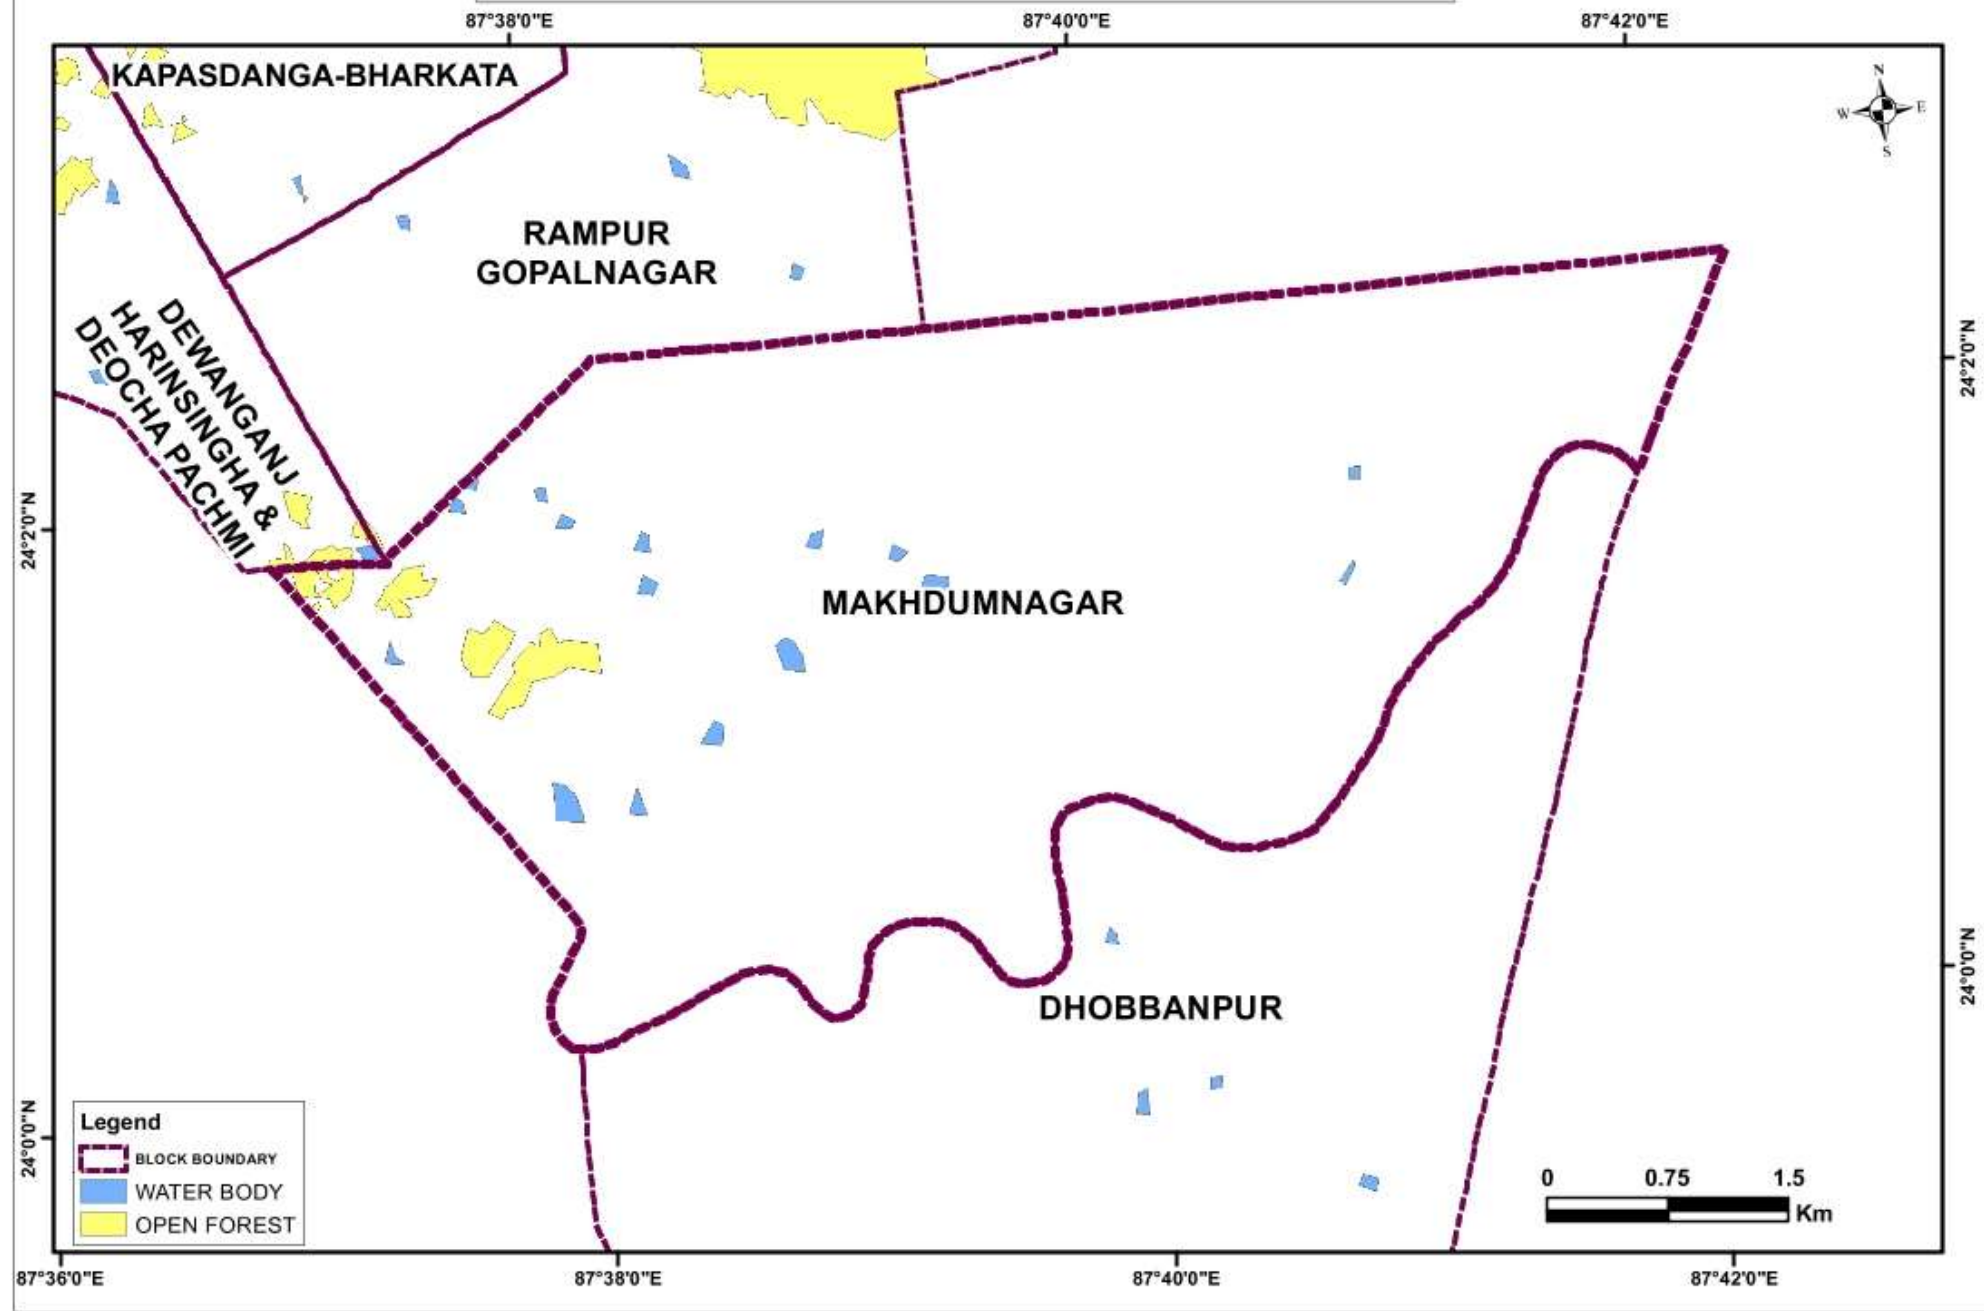 87°38'0"E
87°40'0"E
87°42'0"E
KAPASDANGA-BHARKATA
N
W
E
S
RAMPUR
GOPALNAGAR
DEWANGANJ
HARINSINGHA &
DEOCHA PACHMI
24°2'0"N
24°2'0"N
MAKHDUMNAGAR
24°0'0"N
DHOBBANPUR
24°0'0"N
Legend
BLOCK BOUNDARY
WATER BODY
OPEN FOREST
0
0.75
1.5
Km
87°36'0"E
87°38'0"E
87°40'0"E
87°42'0"E